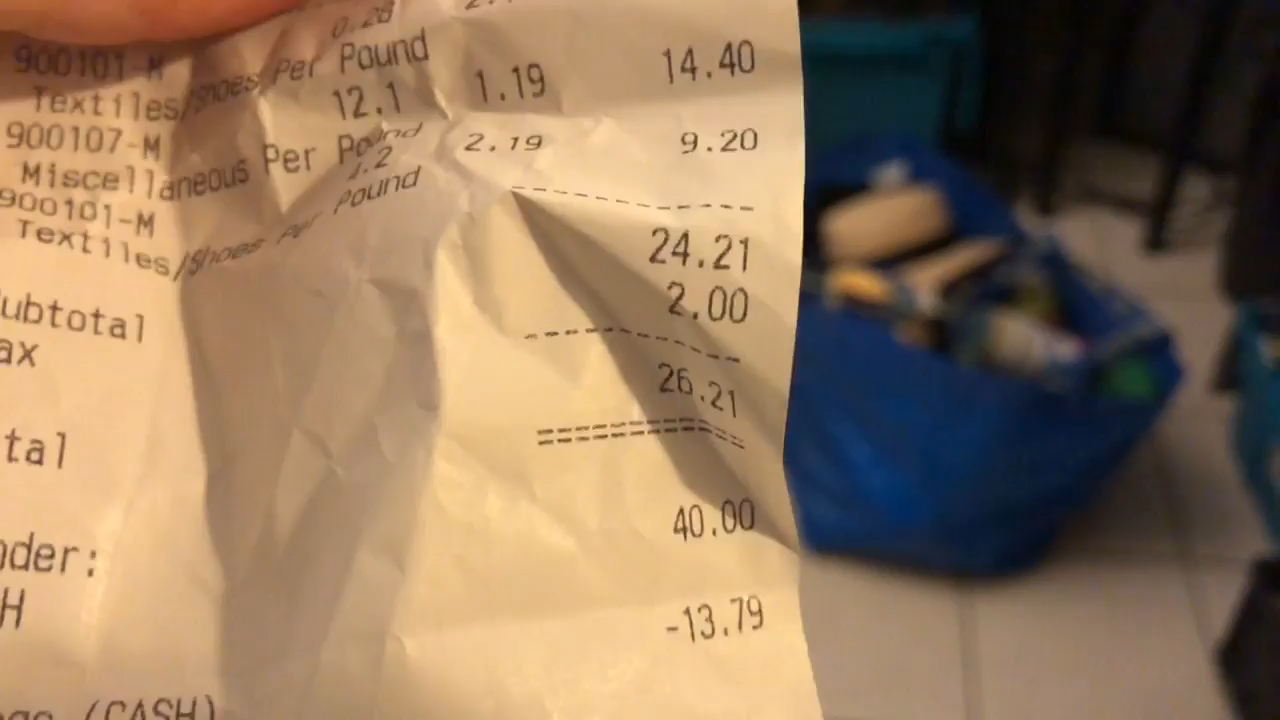 0.28 2.
900101-M
Textiles/Shoes Per Pound 14.40
12.1 1.19
900107-M
Miscellaneous Per Pound 2.19 9.20
4.2
900101-M
Textiles/Shoes Per Pound
ubtotal 24.21
ax 2.00
tal 26.21
nder:
H 40.00
-13.79
(CASH)